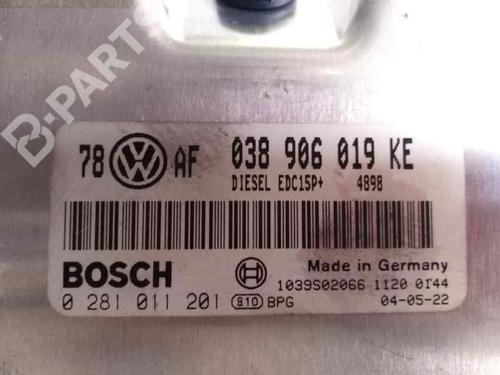 B-PARTS
78 VW AF 038 906 019 KE
DIESEL EDC15P+ 4898
BOSCH
Made in Germany
1039S02066 1120 0144
0 281 011 201 810 BPG 04-05-22